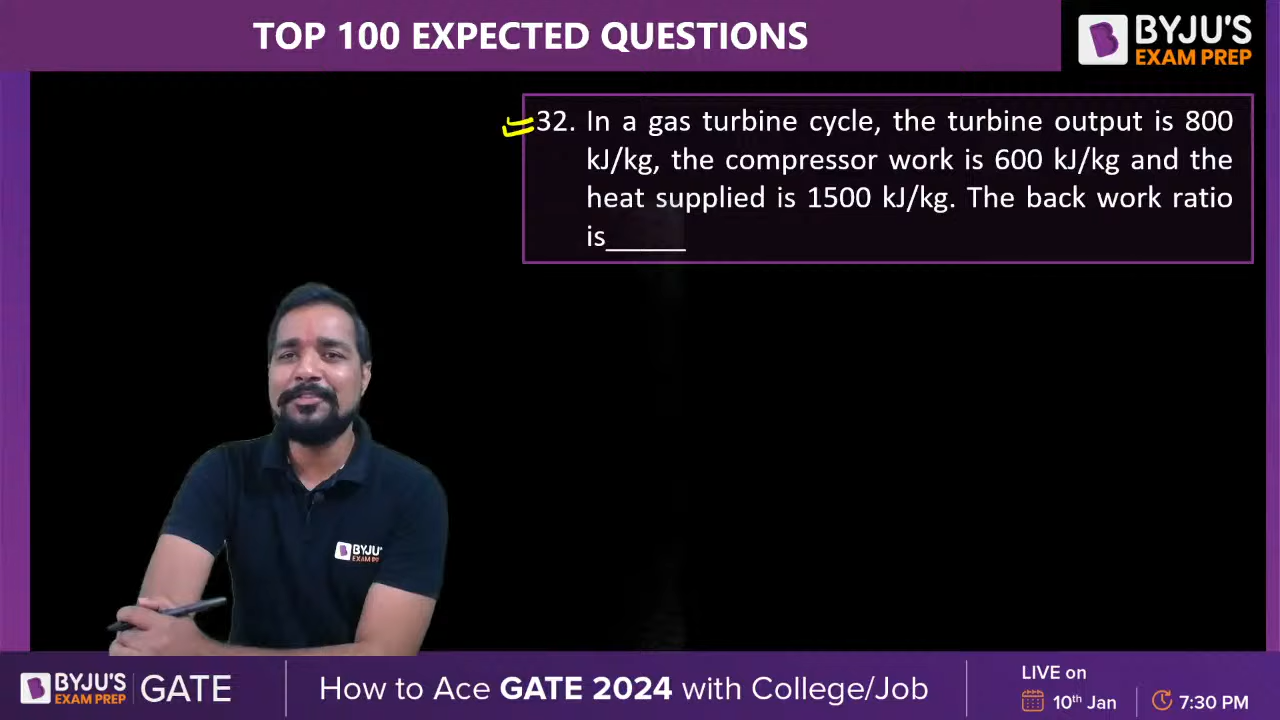 TOP 100 EXPECTED QUESTIONS
BYJU'S
EXAM PREP
32. In a gas turbine cycle, the turbine output is 800
kJ/kg, the compressor work is 600 kJ/kg and the
heat supplied is 1500 kJ/kg. The back work ratio
is______
BYJU'S
EXAM PR
BYJU'S
EXAM PREP
GATE
How to Ace GATE 2024 with College/Job
LIVE on
10th Jan
7:30 PM